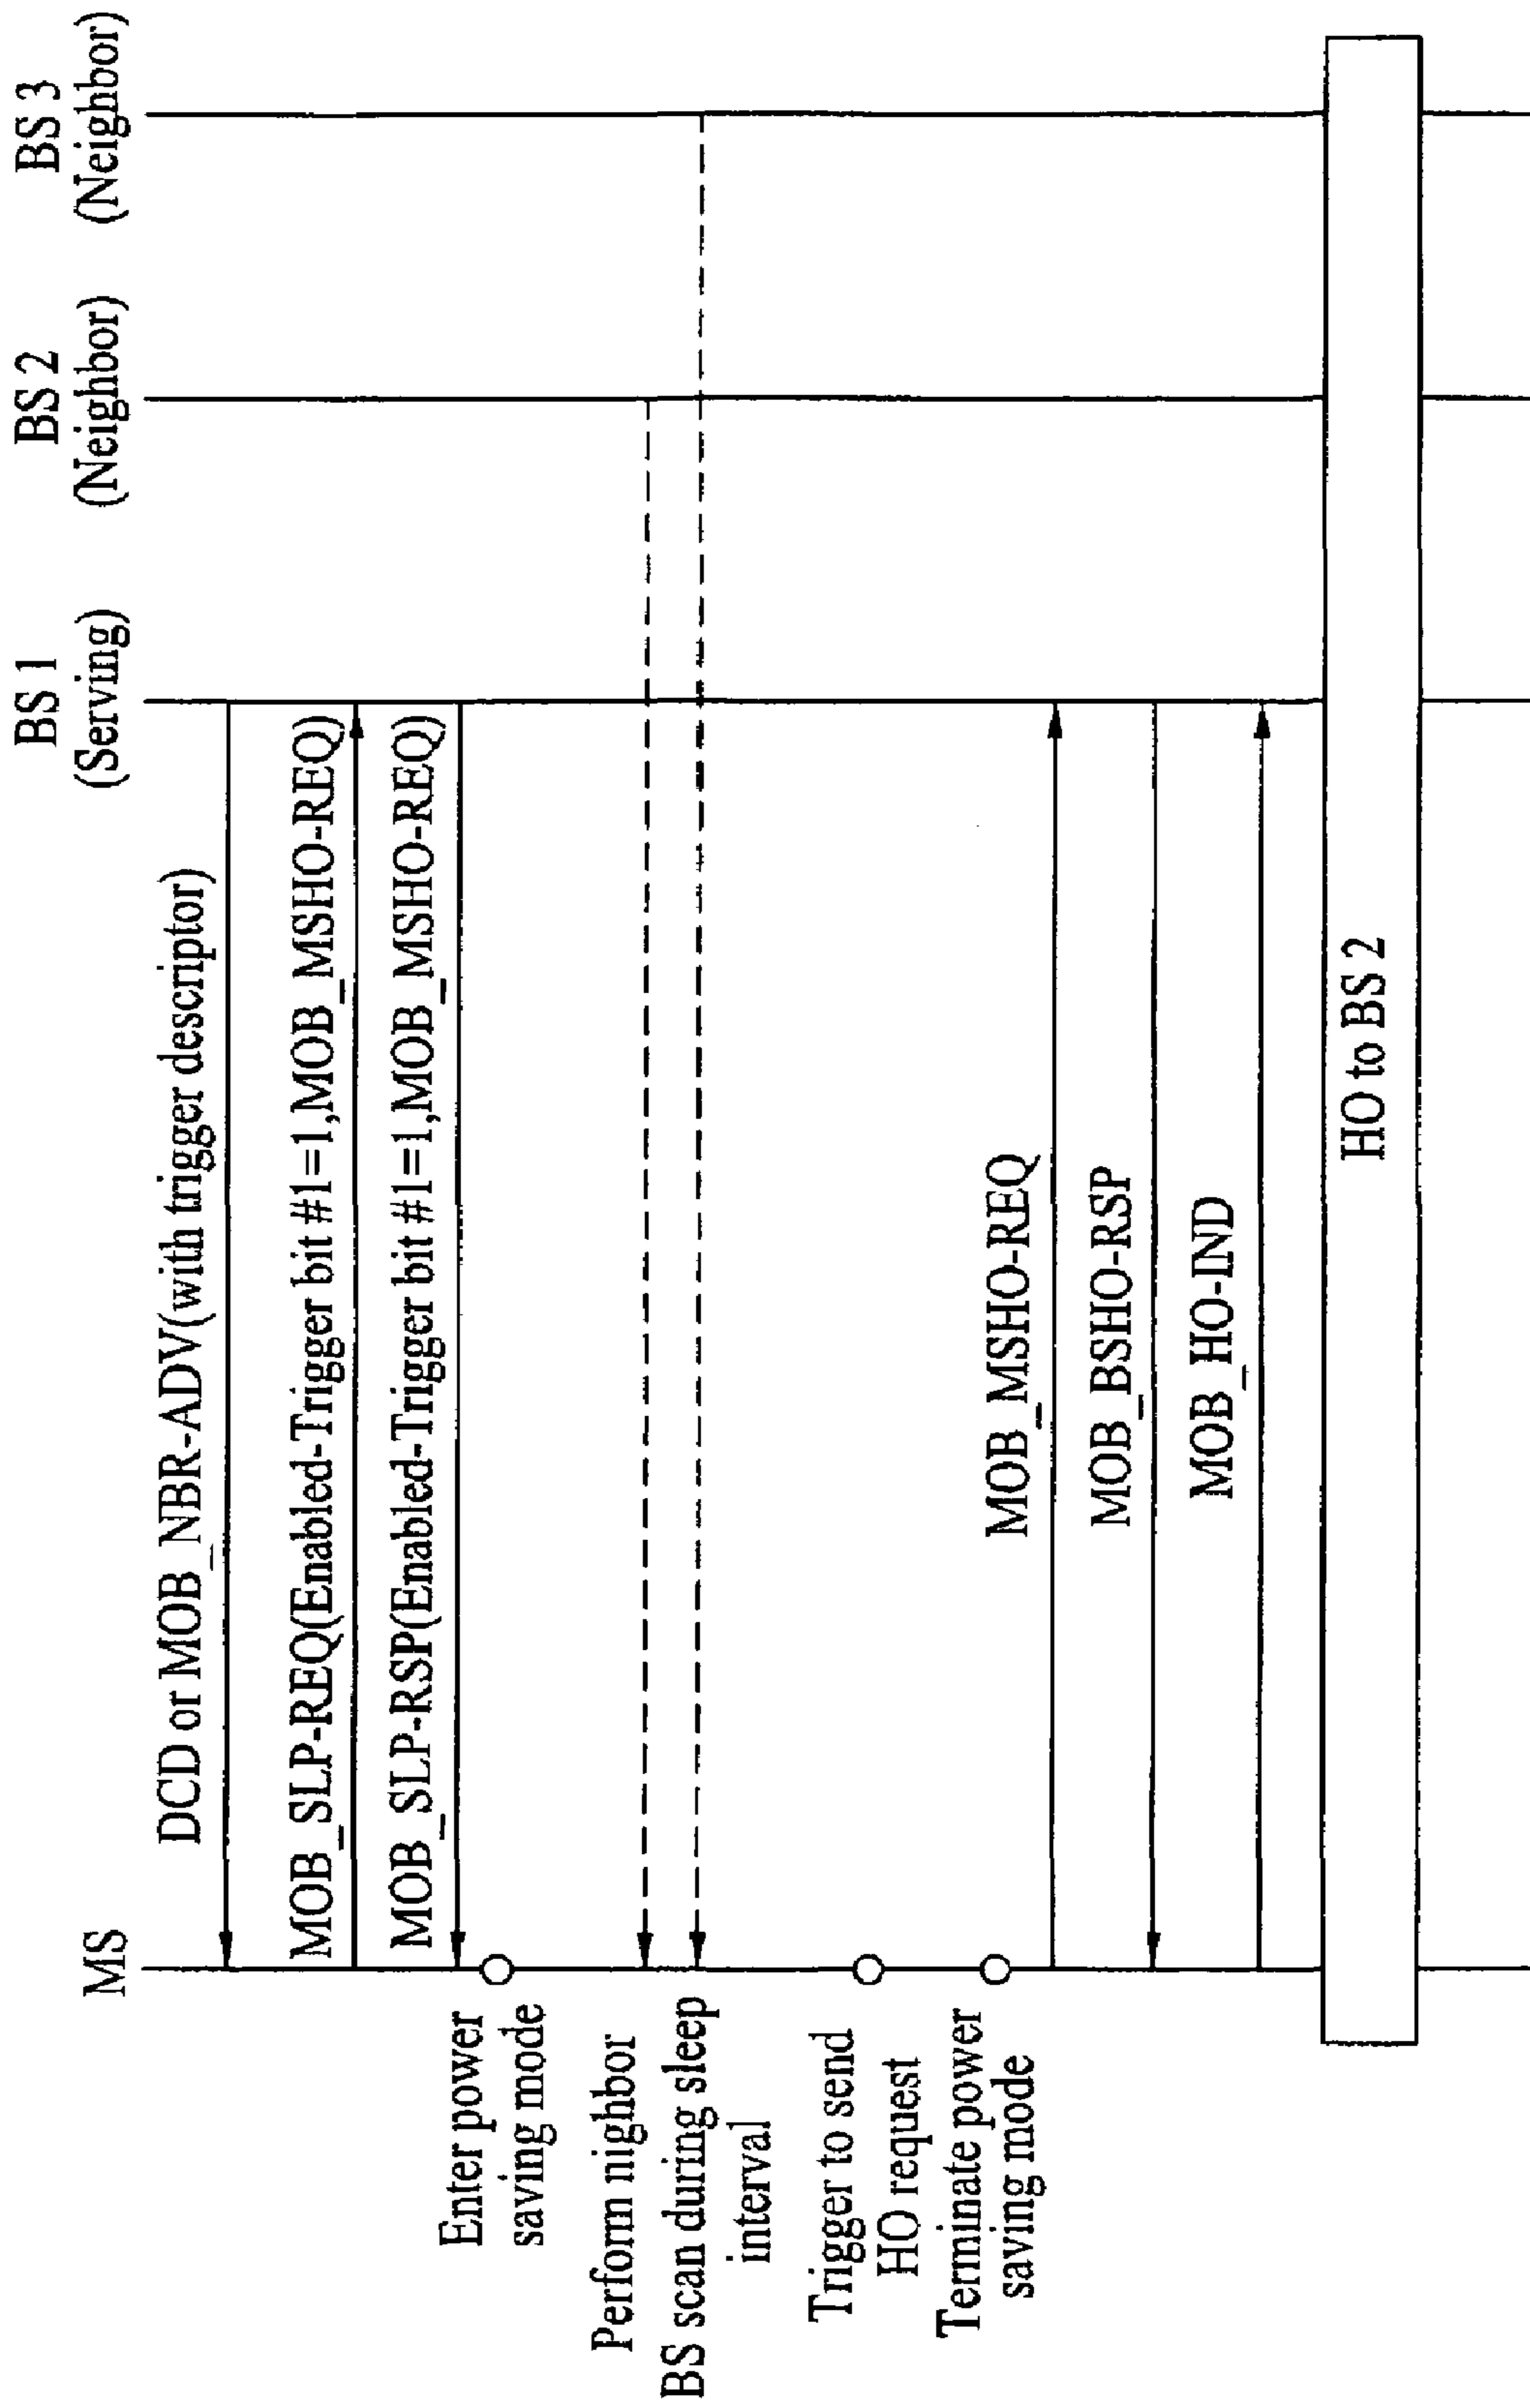 MS
BS 1
(Serving)
BS 2
(Neighbor)
BS 3
(Neighbor)
DCD or MOB_NBR-ADV(with trigger descriptor)
MOB_SLP-REQ(Enabled-Trigger bit #1=1,MOB_MSHO-REQ)
MOB_SLP-RSP(Enabled-Trigger bit #1=1,MOB_MSHO-REQ)
Enter power
saving mode
Perform nighbor
BS scan during sleep
interval
Trigger to send
HO request
Terminate power
saving mode
MOB_MSHO-REQ
MOB_BSHO-RSP
MOB_HO-IND
HO to BS 2